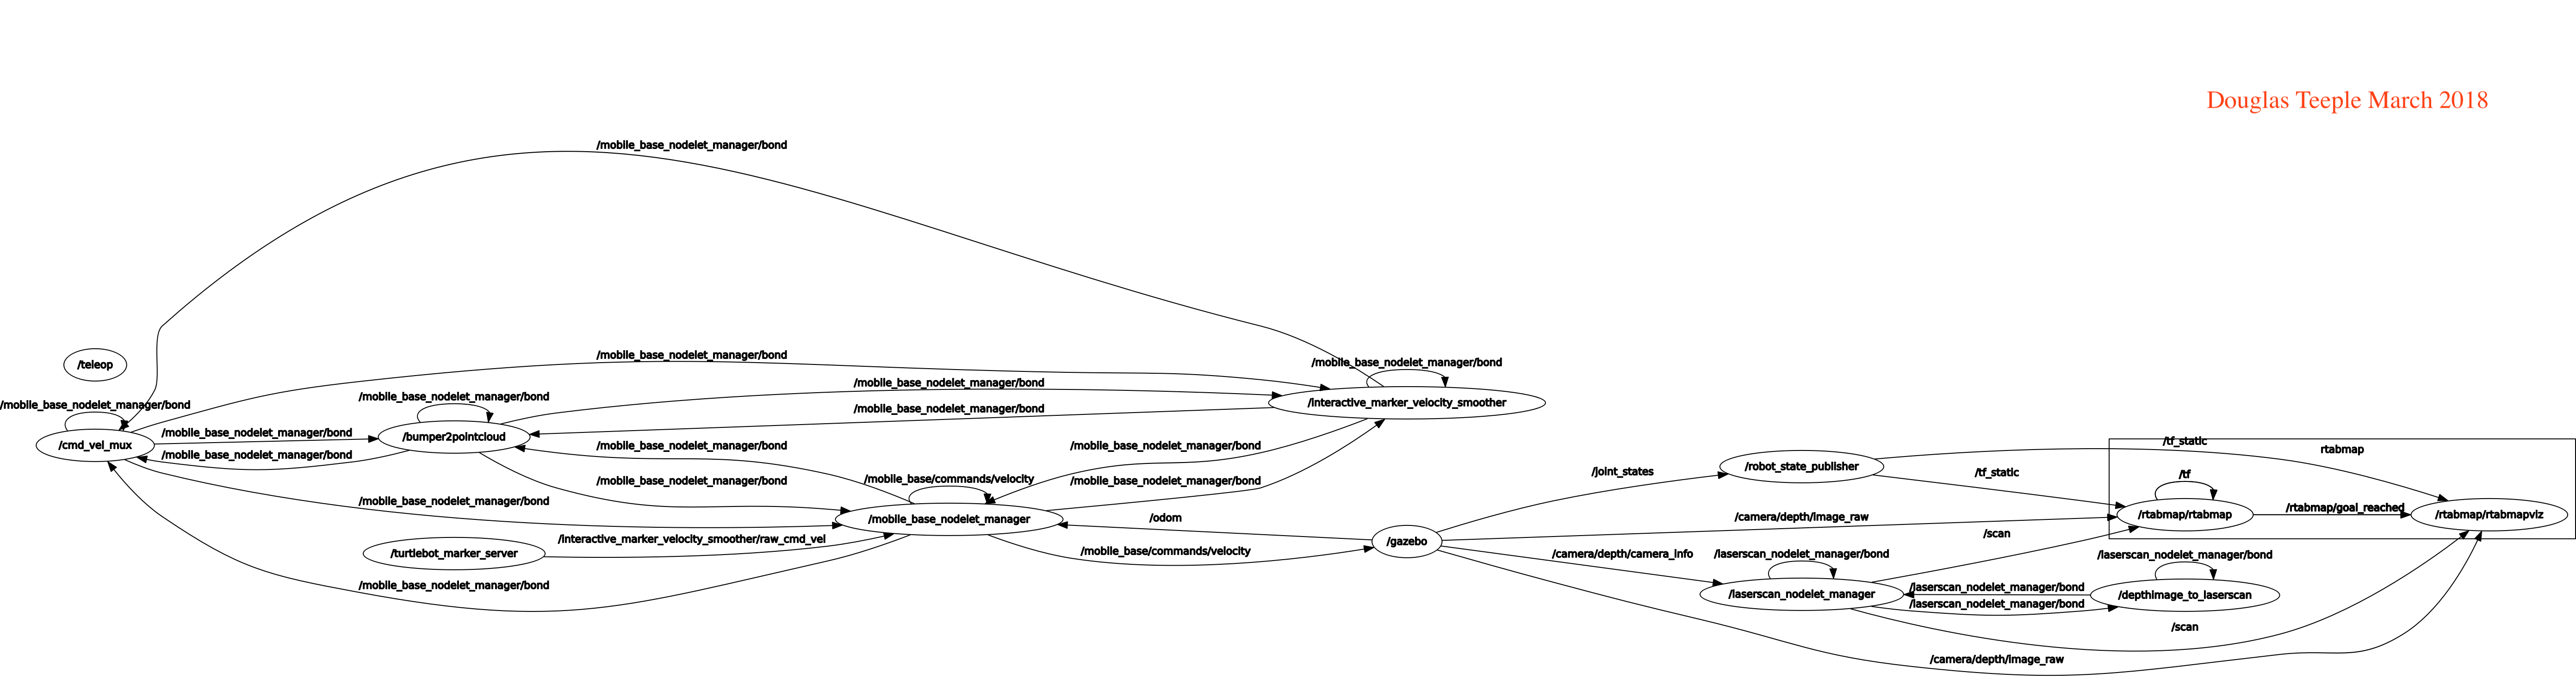 Douglas Teeple March 2018
/mobile_base_nodelet_manager/bond
/mobile_base_nodelet_manager/bond
/teleop
/mobile_base_nodelet_manager/bond
/mobile_base_nodelet_manager/bond
/mobile_base_nodelet_manager/bond
/mobile_base_nodelet_manager/bond
/interactive_marker_velocity_smoother
/mobile_base_nodelet_manager/bond
/mobile_base_nodelet_manager/bond
/cmd_vel_mux
/mobile_base_nodelet_manager/bond
/bumper2pointcloud
/mobile_base_nodelet_manager/bond
/mobile_base_nodelet_manager/bond
/mobile_base_nodelet_manager/bond
/tf_static
rtabmap
/mobile_base_nodelet_manager/bond
/mobile_base/commands/velocity
/mobile_base_nodelet_manager/bond
/joint_states
/robot_state_publisher
/tf_static
/tf
/mobile_base_nodelet_manager/bond
/mobile_base_nodelet_manager
/odom
/camera/depth/image_raw
/rtabmap/rtabmap
/rtabmap/goal_reached
/rtabmap/rtabmapviz
/turtlebot_marker_server
/interactive_marker_velocity_smoother/raw_cmd_vel
/mobile_base/commands/velocity
/gazebo
/scan
/camera/depth/camera_info
/laserscan_nodelet_manager/bond
/laserscan_nodelet_manager/bond
/mobile_base_nodelet_manager/bond
/laserscan_nodelet_manager
/laserscan_nodelet_manager/bond
/laserscan_nodelet_manager/bond
/depthimage_to_laserscan
/scan
/camera/depth/image_raw